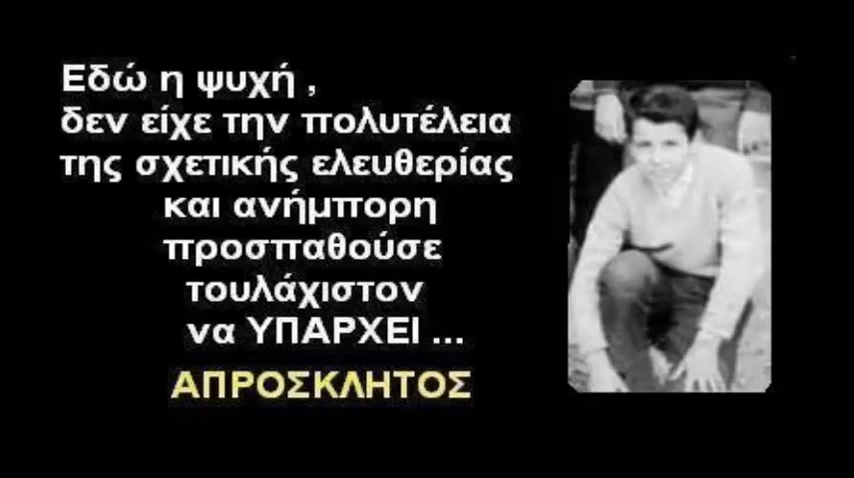 Εδώ η ψυχή ,
δεν είχε την πολυτέλεια
της σχετικής ελευθερίας
και ανήμπορη
προσπαθούσε
τουλάχιστον
να ΥΠΑΡΧΕΙ ...
ΑΠΡΟΣΚΛΗΤΟΣ